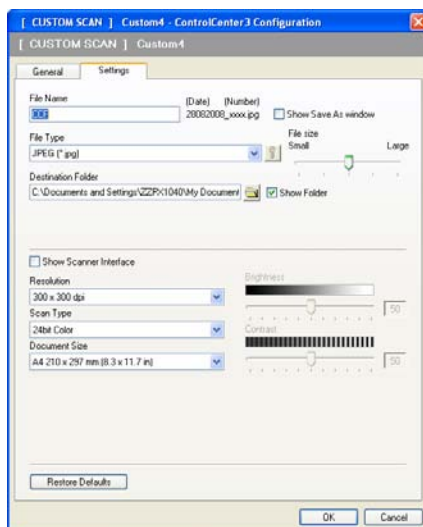 [ CUSTOM SCAN ] Custom4 - ControlCenter3 Configuration
[ CUSTOM SCAN ] Custom4
General Settings
File Name (Date) (Number)
CCF 28082008_xxxx.jpg Show Save As window
File Type File size
Small Large
JPEG (*.jpg)
Destination Folder
C:\Documents and Settings\ZZPX1040\My Document Show Folder
Show Scanner Interface
Resolution Brightness
300 x 300 dpi 50
Scan Type
24bit Color Contrast
Document Size
A4 210 x 297 mm (8.3 x 11.7 in) 50
Restore Defaults
OK Cancel